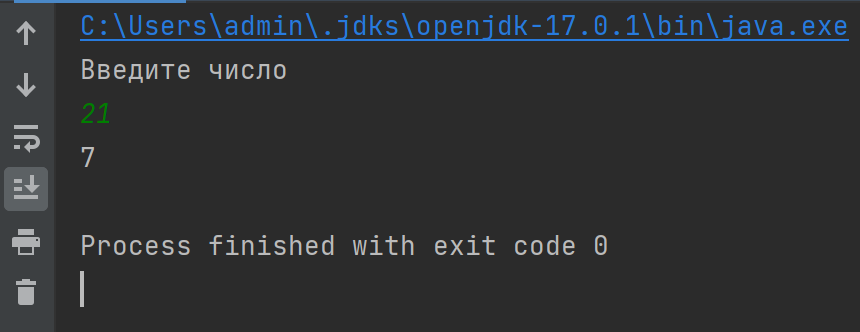 C:\Users\admin\.jdks\openjdk-17.0.1\bin\java.exe
Введите число
21
7
Process finished with exit code 0